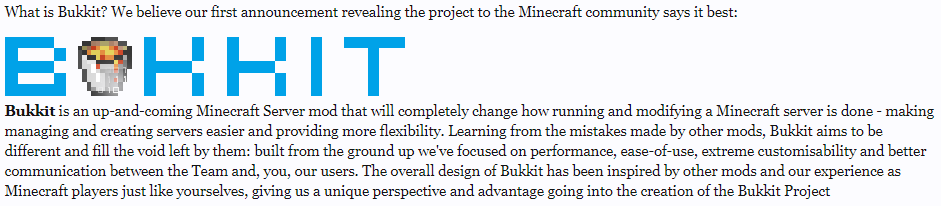 What is Bukkit? We believe our first announcement revealing the project to the Minecraft community says it best:
BUKKIT
Bukkit is an up-and-coming Minecraft Server mod that will completely change how running and modifying a Minecraft server is done - making
managing and creating servers easier and providing more flexibility. Learning from the mistakes made by other mods, Bukkit aims to be
different and fill the void left by them: built from the ground up we've focused on performance, ease-of-use, extreme customisability and better
communication between the Team and, you, our users. The overall design of Bukkit has been inspired by other mods and our experience as
Minecraft players just like yourselves, giving us a unique perspective and advantage going into the creation of the Bukkit Project